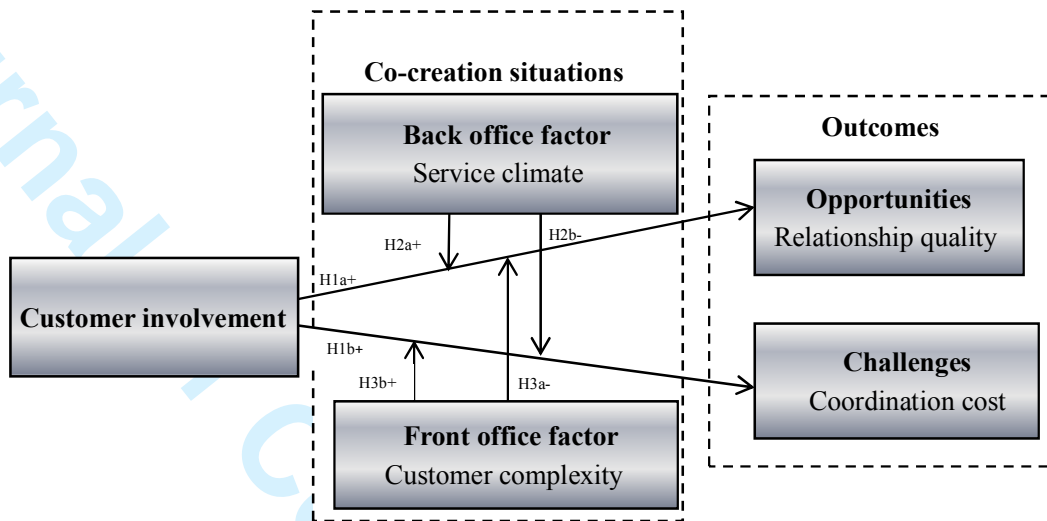 Co-creation situations
Back office factor
Service climate
Outcomes
Opportunities
Relationship quality
H2a+
H2b-
H1a+
Customer involvement
H1b+
H3b+
H3a-
Challenges
Coordination cost
Front office factor
Customer complexity